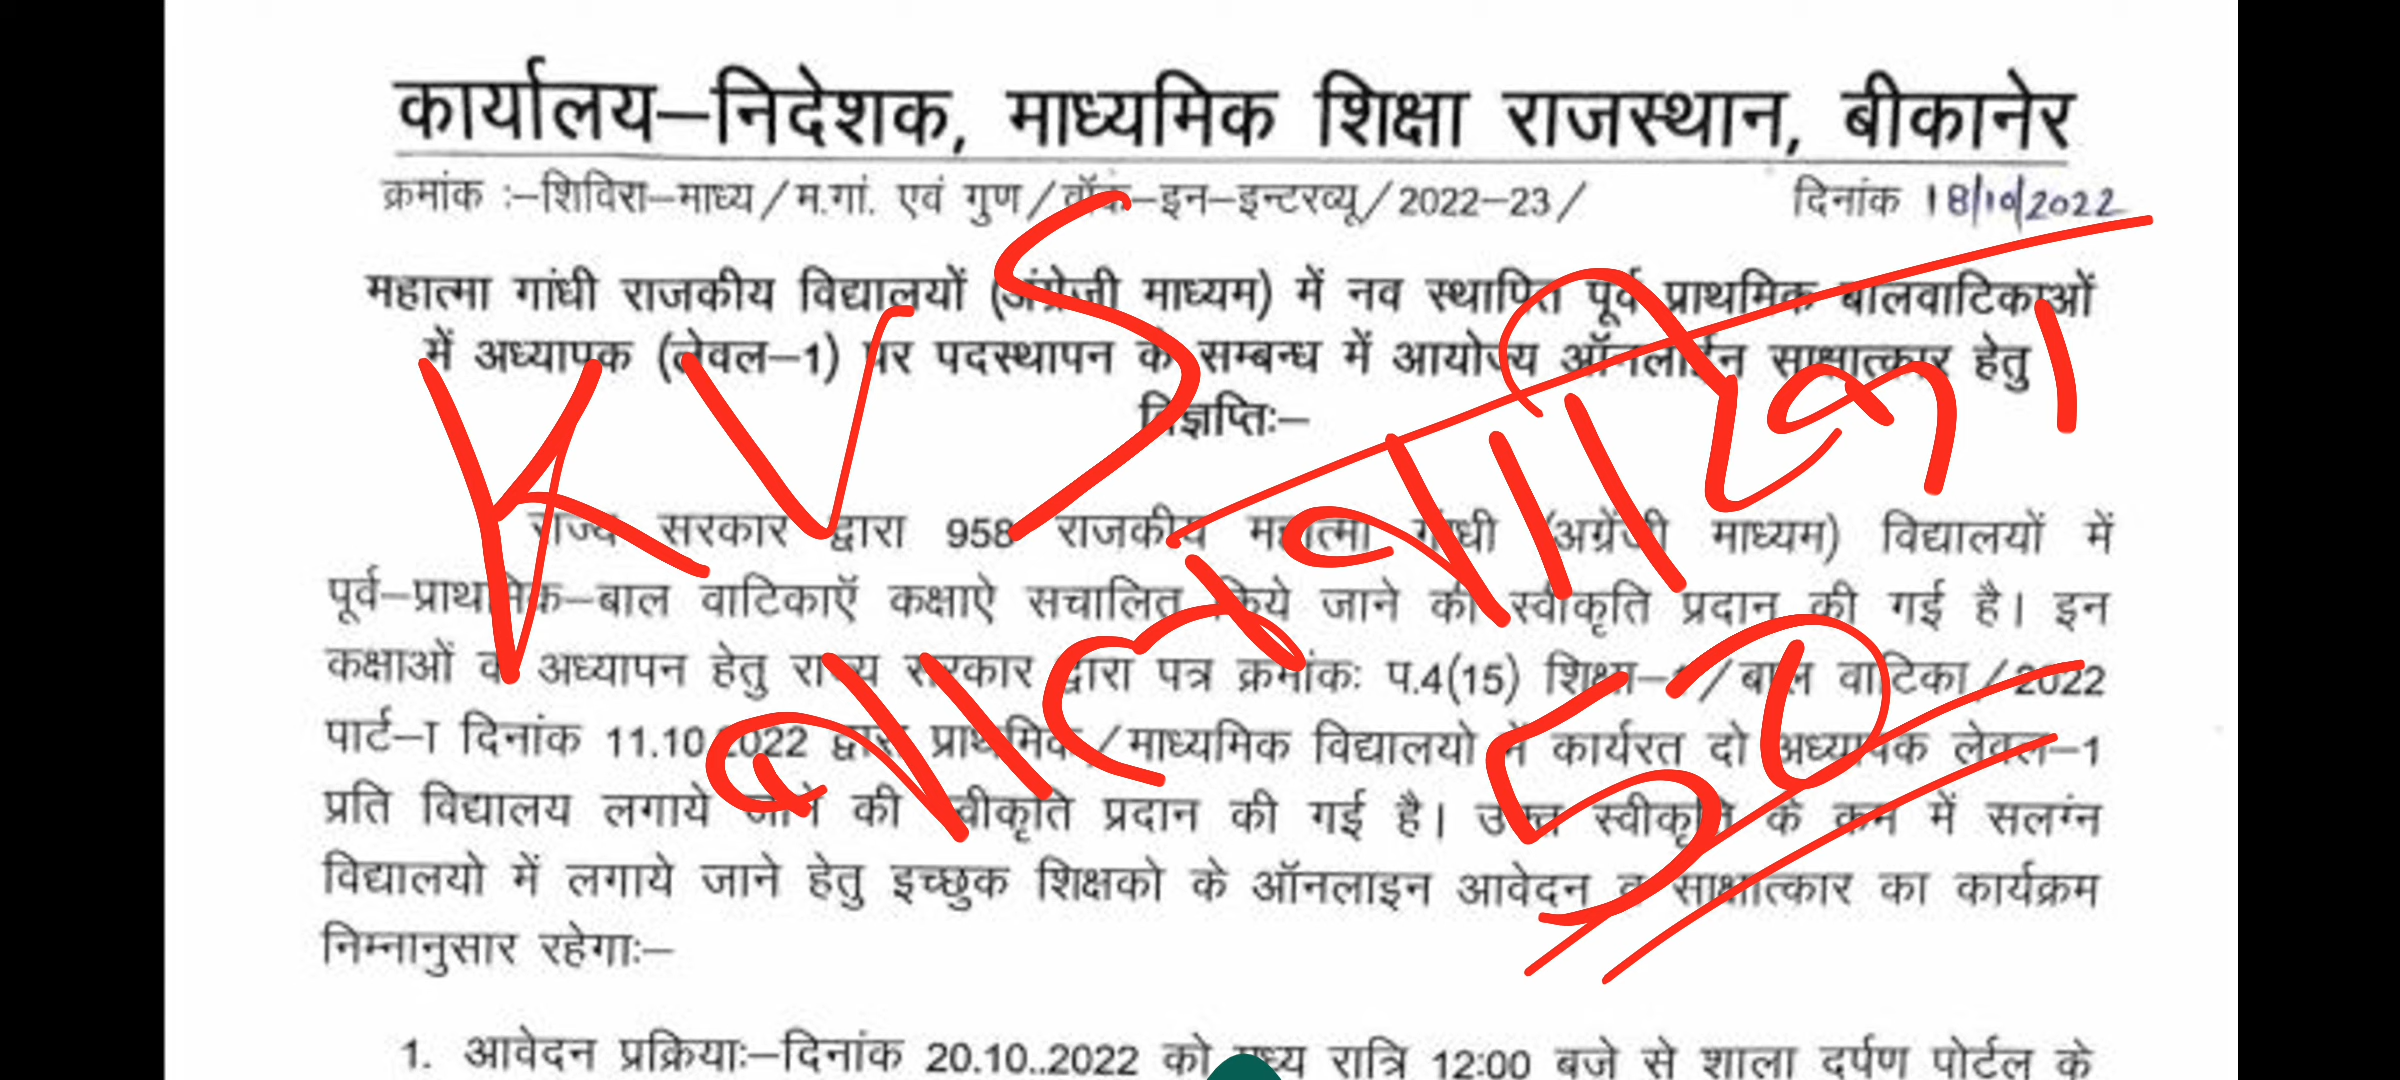 कार्यालय–निदेशक, माध्यमिक शिक्षा राजस्थान, बीकानेर
क्रमांक :–शिविरा–माध्य/म.गां. एवं गुण/वॉक–इन–इन्टरव्यू/2022–23/ दिनांक 18/10/2022
महात्मा गांधी राजकीय विद्यालयों (अंग्रेजी माध्यम) में नव स्थापित पूर्व प्राथमिक बालवाटिकाओं
में अध्यापक (लेवल–1) पर पदस्थापन के सम्बन्ध में आयोज्य ऑनलाईन साक्षात्कार हेतु
विज्ञप्तिः–
KVS
बालवाटिका
50
राज्य सरकार द्वारा 958 राजकीय महात्मा गांधी (अग्रेंजी माध्यम) विद्यालयों में
पूर्व–प्राथमिक–बाल वाटिकाऍ कक्षाऐ सचालित किये जाने की स्वीकृति प्रदान की गई है। इन
कक्षाओं के अध्यापन हेतु राज्य सरकार द्वारा पत्र क्रमांकः प.4(15) शिक्षा–1/बाल वाटिका/2022
पार्ट–I दिनांक 11.10.2022 द्वारा प्राथमिक/माध्यमिक विद्यालयो में कार्यरत दो अध्यापक लेवल–1
प्रति विद्यालय लगाये जाने की स्वीकृति प्रदान की गई है। उक्त स्वीकृति के क्रम में सलग्ंन
विद्यालयो में लगाये जाने हेतु इच्छुक शिक्षको के ऑनलाइन आवेदन व साक्षात्कार का कार्यक्रम
निम्नानुसार रहेगाः–
1. आवेदन प्रक्रियाः–दिनांक 20.10..2022 को मध्य रात्रि 12:00 बजे से शाला दर्पण पोर्टल के